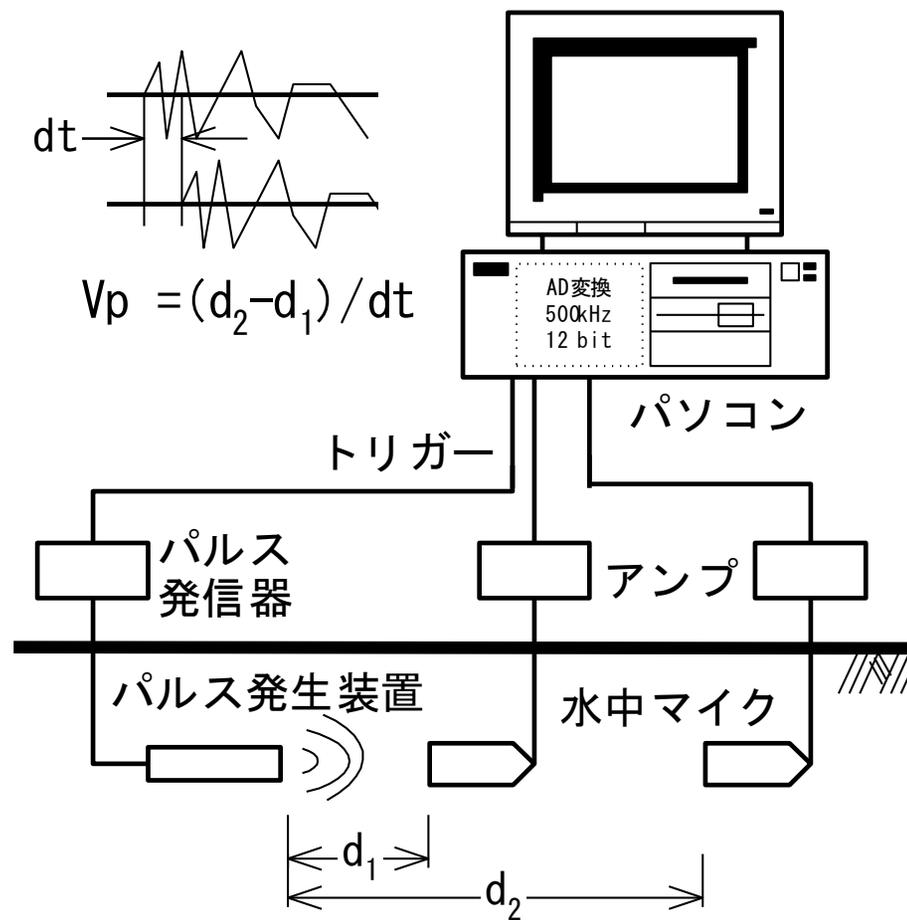 dt
Vp =(d₂-d₁)/dt
AD変換
500kHz
12 bit
パソコン
トリガー
パルス
発信器
アンプ
パルス発生装置
水中マイク
d₁
d₂